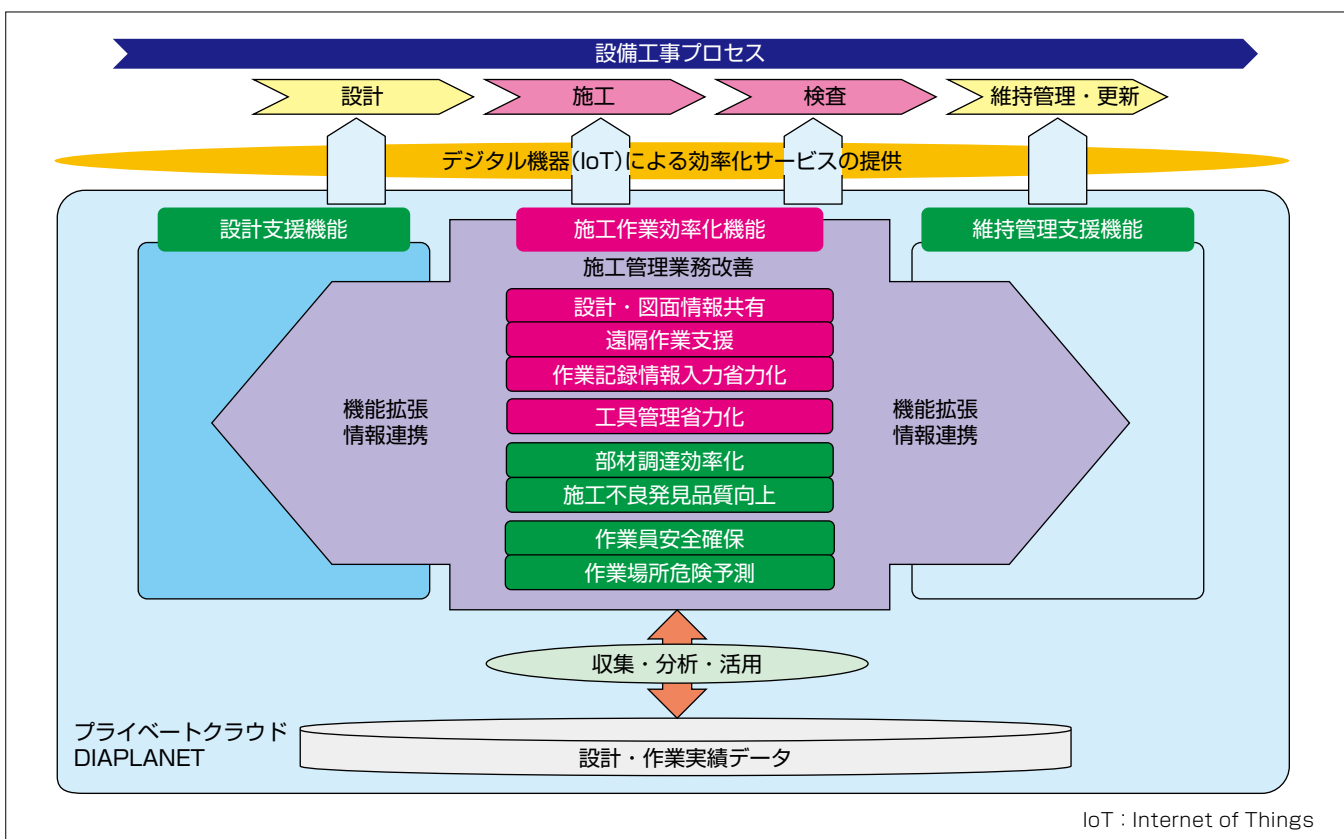 設備工事プロセス
設計
施工
検査
維持管理・更新
デジタル機器(IoT)による効率化サービスの提供
設計支援機能
施工作業効率化機能
維持管理支援機能
施工管理業務改善
設計・図面情報共有
遠隔作業支援
作業記録情報入力省力化
工具管理省力化
部材調達効率化
施工不良発見品質向上
作業員安全確保
作業場所危険予測
機能拡張
情報連携
機能拡張
情報連携
収集・分析・活用
プライベートクラウド
DIAPLANET
設計・作業実績データ
IoT:Internet of Things